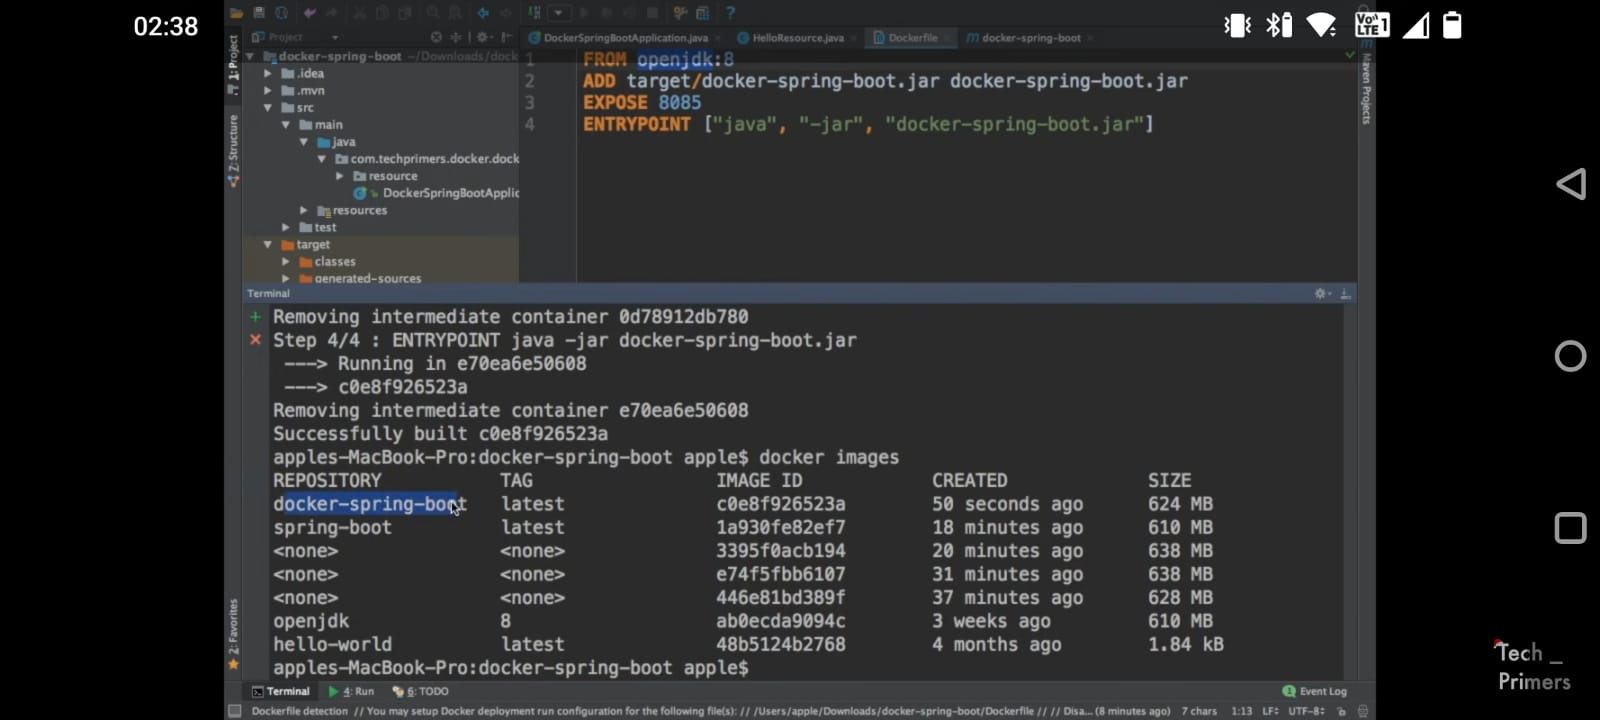 02:38
Vo) LTE 1
Project
DockerSpringBootApplication.java
HelloResource.java
Dockerfile
docker-spring-boot
1: Project
docker-spring-boot ~/Downloads/dock
.idea
.mvn
src
main
java
com.techprimers.docker.dock
resource
DockerSpringBootApplic
resources
test
target
classes
generated-sources
Z: Structure
2: Favorites
Maven Projects
1 FROM openjdk:8
2 ADD target/docker-spring-boot.jar docker-spring-boot.jar
3 EXPOSE 8085
4 ENTRYPOINT ["java", "-jar", "docker-spring-boot.jar"]
Terminal
Removing intermediate container 0d78912db780
Step 4/4 : ENTRYPOINT java -jar docker-spring-boot.jar
---> Running in e70ea6e50608
---> c0e8f926523a
Removing intermediate container e70ea6e50608
Successfully built c0e8f926523a
apples-MacBook-Pro:docker-spring-boot apple$ docker images
REPOSITORY TAG IMAGE ID CREATED SIZE
docker-spring-boot latest c0e8f926523a 50 seconds ago 624 MB
spring-boot latest 1a930fe82ef7 18 minutes ago 610 MB
<none> <none> 3395f0acb194 20 minutes ago 638 MB
<none> <none> e74f5fbb6107 31 minutes ago 638 MB
<none> <none> 446e81bd389f 37 minutes ago 628 MB
openjdk 8 ab0ecda9094c 3 weeks ago 610 MB
hello-world latest 48b5124b2768 4 months ago 1.84 kB
apples-MacBook-Pro:docker-spring-boot apple$
Terminal 4: Run 6: TODO 1 Event Log
Dockerfile detection // You may setup Docker deployment run configuration for the following file(s): // /Users/apple/Downloads/docker-spring-boot/Dockerfile // // Disa... (8 minutes ago) 7 chars 1:13 LF÷ UTF-8÷
Tech _
Primers